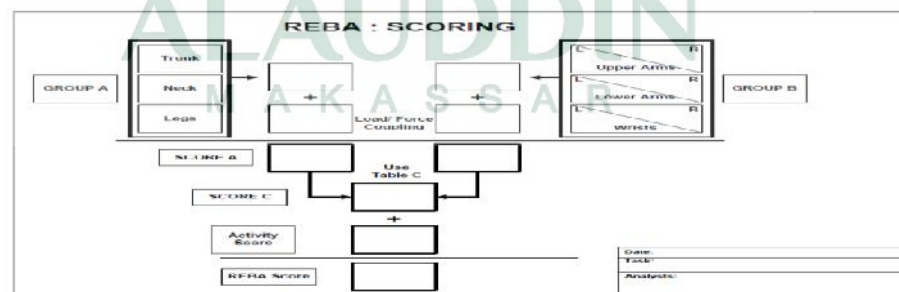 ALAUDDIN
MAKASSAR
REBA : SCORING
GROUP A
Trunk
Neck
Legs
+
+
Load/ Force
Coupling
L R
Upper Arms
L R
Lower Arms
L R
Wrists
GROUP B
SCORE A
Use
Table C
SCORE C
+
Activity
Score
REBA Score
Date:
Task:
Analysts: